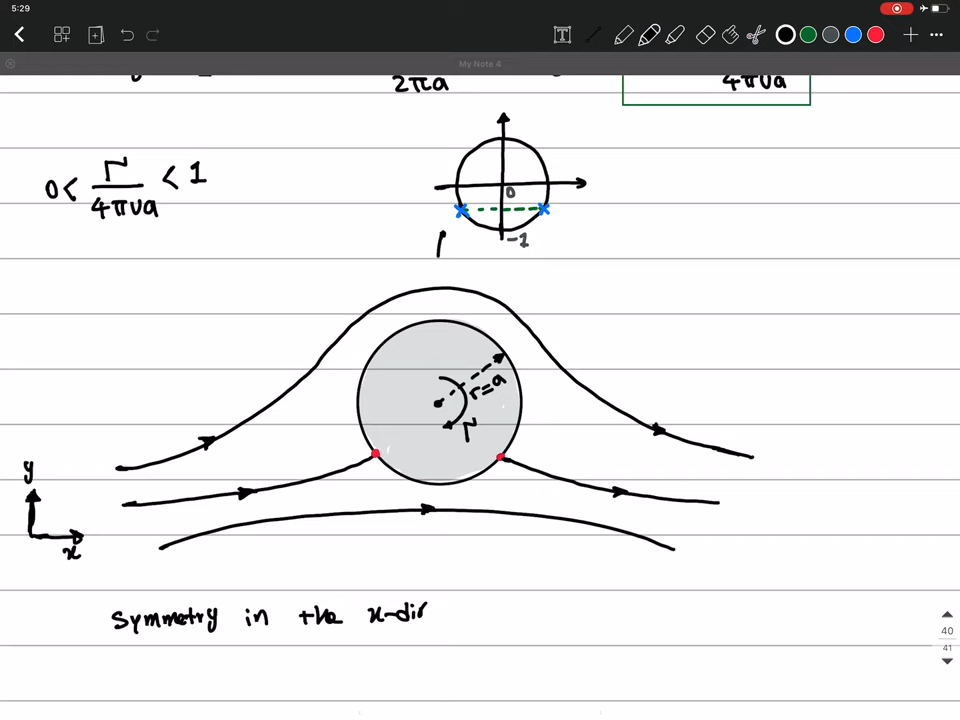 5:29
My Note 4
2πa
4πUa
0 < Γ/4πUa < 1
0
-1
r=a
Γ
y
x
Symmetry in the x-dir
40
41